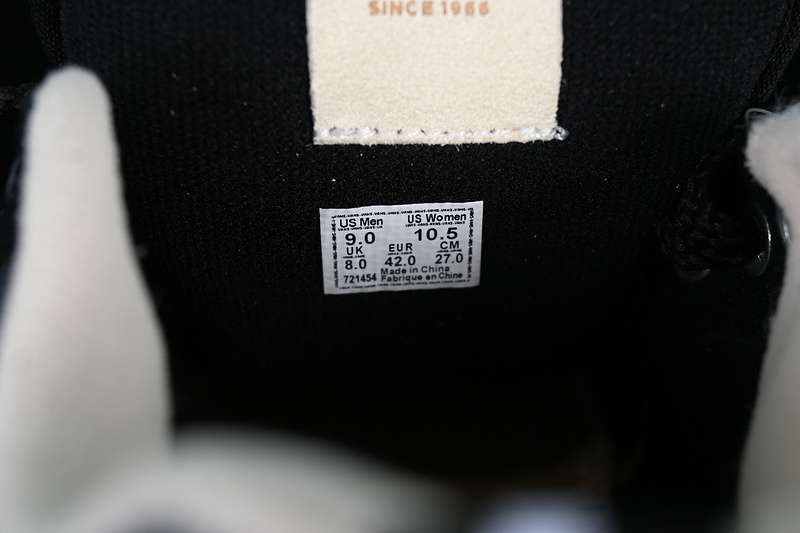 SINCE 1966
US Men US Women
9.0 10.5
UK EUR CM
8.0 42.0 27.0
Made in China
721454 Fabrique en Chine